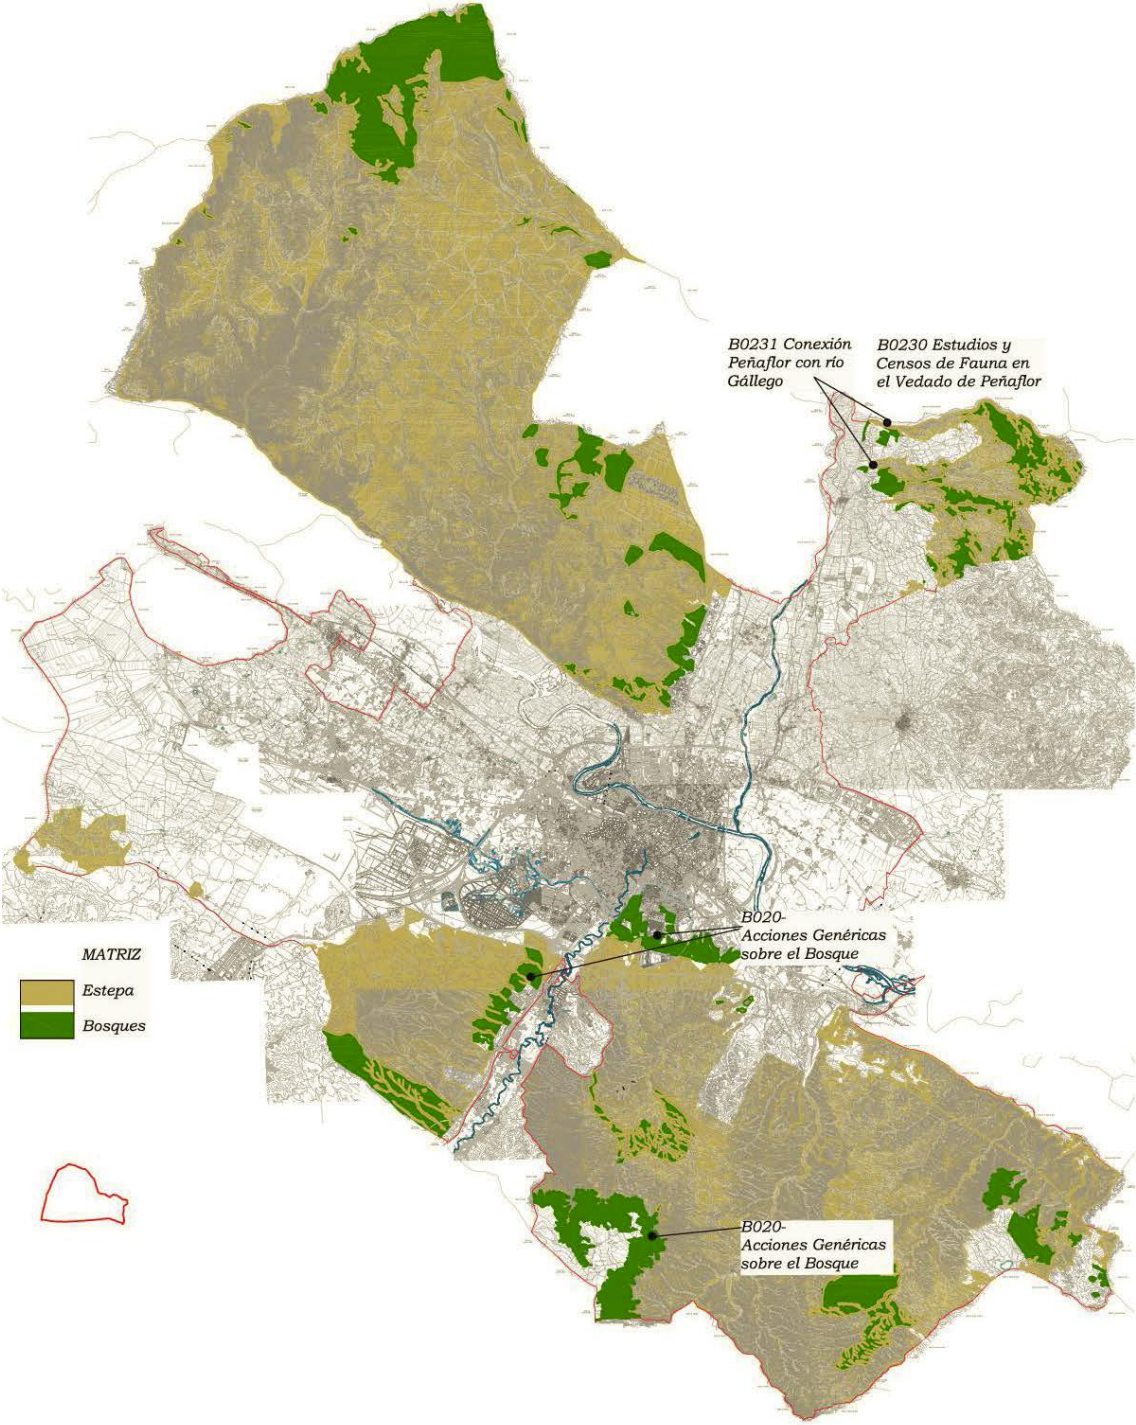 B0231 Conexión
Peñaflor con río
Gállego
B0230 Estudios y
Censos de Fauna en
el Vedado de Peñaflor
B020-
Acciones Genéricas
sobre el Bosque
MATRIZ
Estepa
Bosques
B020-
Acciones Genéricas
sobre el Bosque